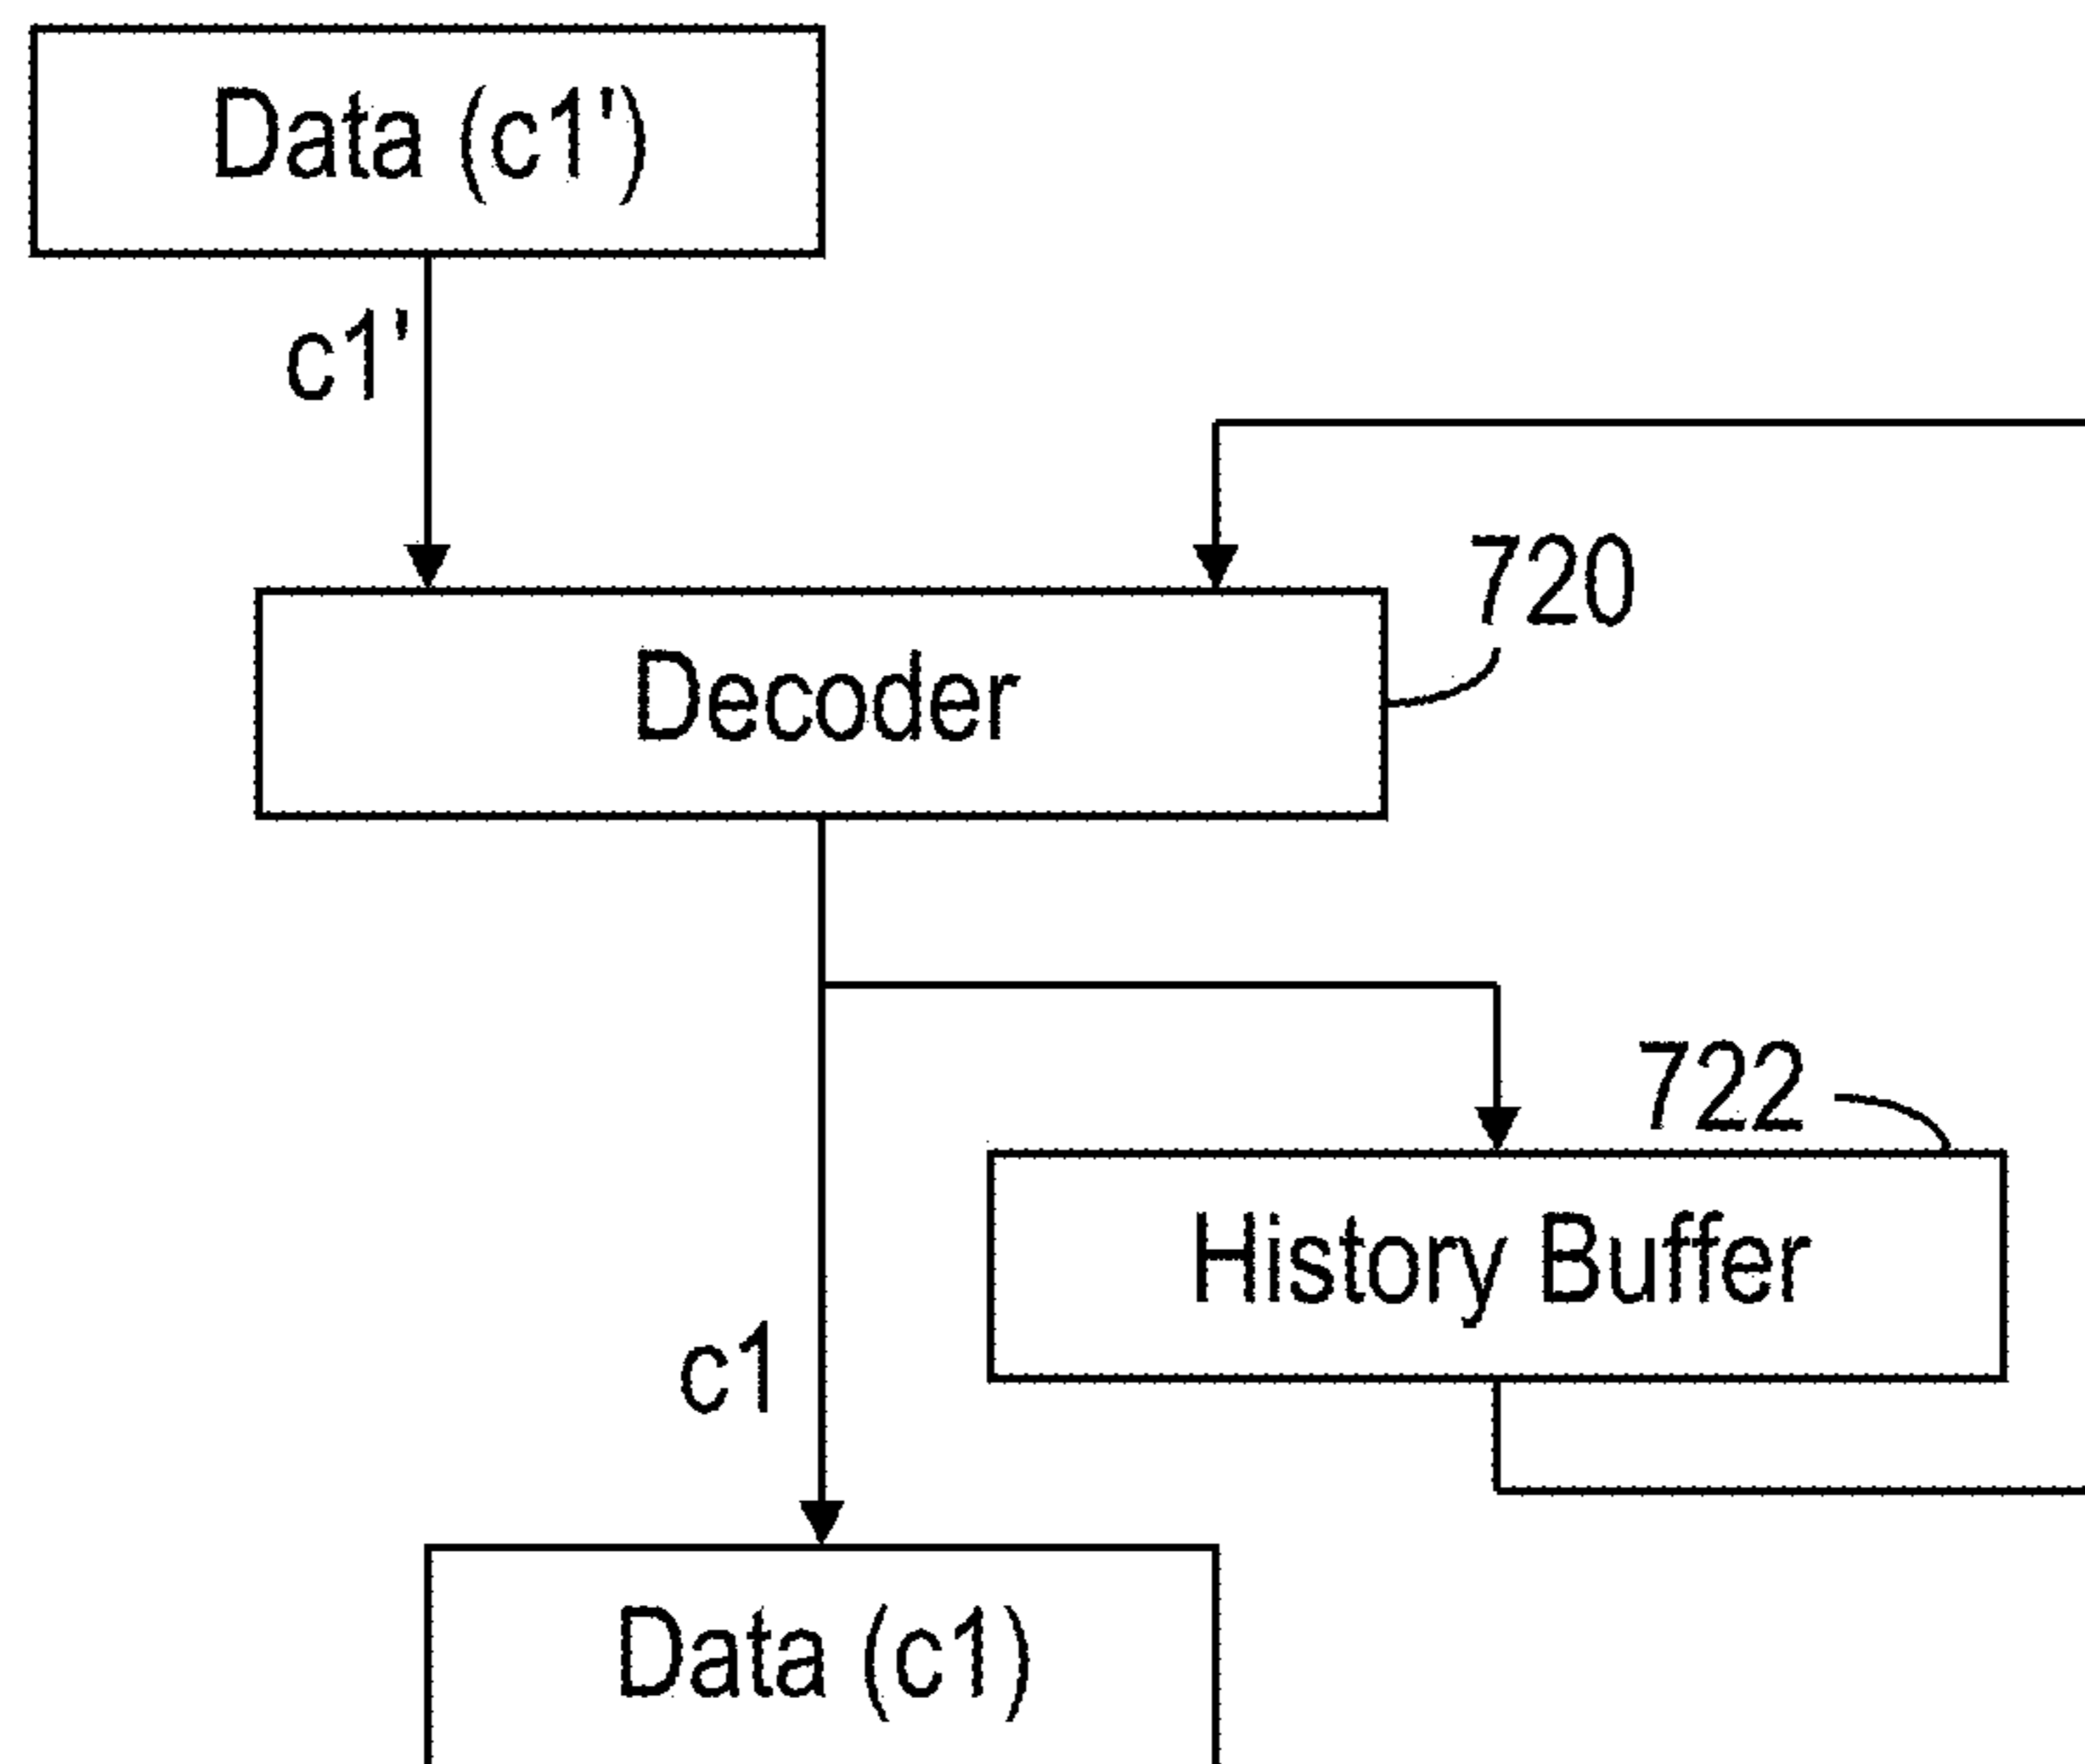 Data (c1')
c1'
720
Decoder
722
History Buffer
c1
Data (c1)